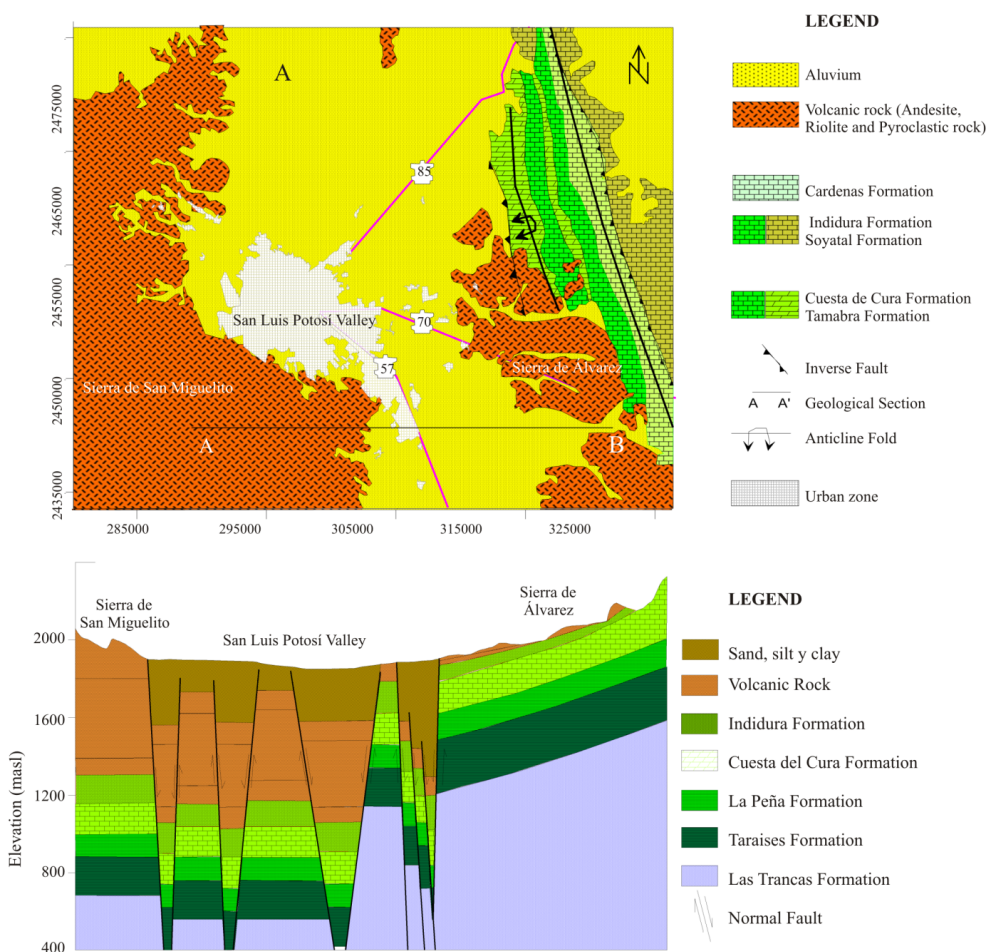 LEGEND
Aluvium
Volcanic rock (Andesite,
Riolite and Pyroclastic rock)
Cardenas Formation
Indidura Formation
Soyatal Formation
Cuesta de Cura Formation
Tamabra Formation
Inverse Fault
A A' Geological Section
Anticline Fold
Urban zone
A
N
85
San Luis Potosí Valley
70
57
Sierra de San Miguelito
Sierra de Álvarez
A
B
2475000
2465000
2455000
2450000
2435000
285000 295000 305000 315000 325000
Sierra de
San Miguelito
San Luis Potosí Valley
Sierra de
Álvarez
Elevation (masl)
2000
1600
1200
800
400
LEGEND
Sand, silt y clay
Volcanic Rock
Indidura Formation
Cuesta del Cura Formation
La Peña Formation
Taraises Formation
Las Trancas Formation
Normal Fault